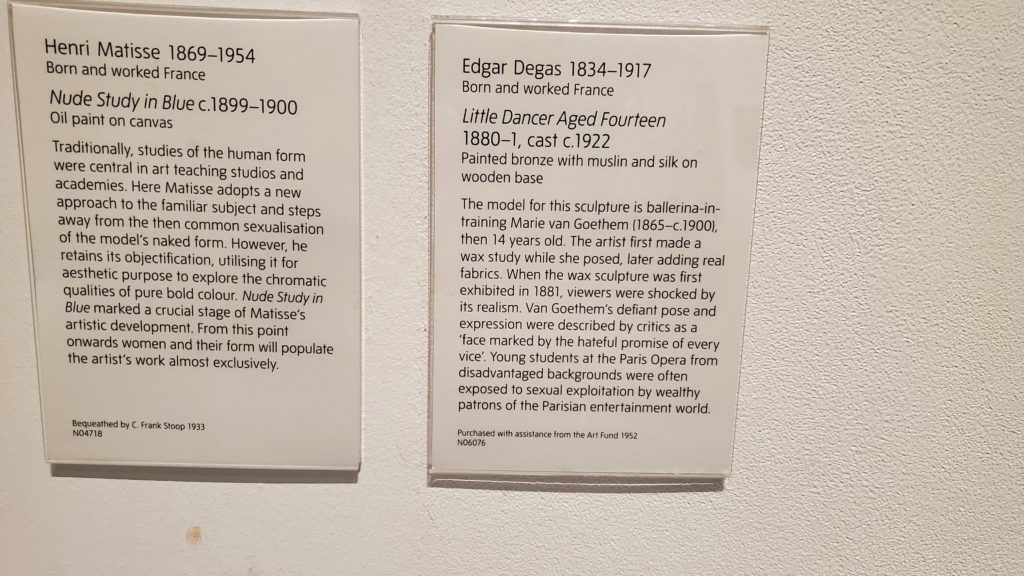 Henri Matisse 1869–1954
Born and worked France
Nude Study in Blue c.1899–1900
Oil paint on canvas
Traditionally, studies of the human form
were central in art teaching studios and
academies. Here Matisse adopts a new
approach to the familiar subject and steps
away from the then common sexualisation
of the model's naked form. However, he
retains its objectification, utilising it for
aesthetic purpose to explore the chromatic
qualities of pure bold colour. Nude Study in
Blue marked a crucial stage of Matisse's
artistic development. From this point
onwards women and their form will populate
the artist's work almost exclusively.
Bequeathed by C. Frank Stoop 1933
N04718
Edgar Degas 1834–1917
Born and worked France
Little Dancer Aged Fourteen
1880–1, cast c.1922
Painted bronze with muslin and silk on
wooden base
The model for this sculpture is ballerina-in-
training Marie van Goethem (1865–c.1900),
then 14 years old. The artist first made a
wax study while she posed, later adding real
fabrics. When the wax sculpture was first
exhibited in 1881, viewers were shocked by
its realism. Van Goethem's defiant pose and
expression were described by critics as a
'face marked by the hateful promise of every
vice'. Young students at the Paris Opera from
disadvantaged backgrounds were often
exposed to sexual exploitation by wealthy
patrons of the Parisian entertainment world.
Purchased with assistance from the Art Fund 1952
N06076